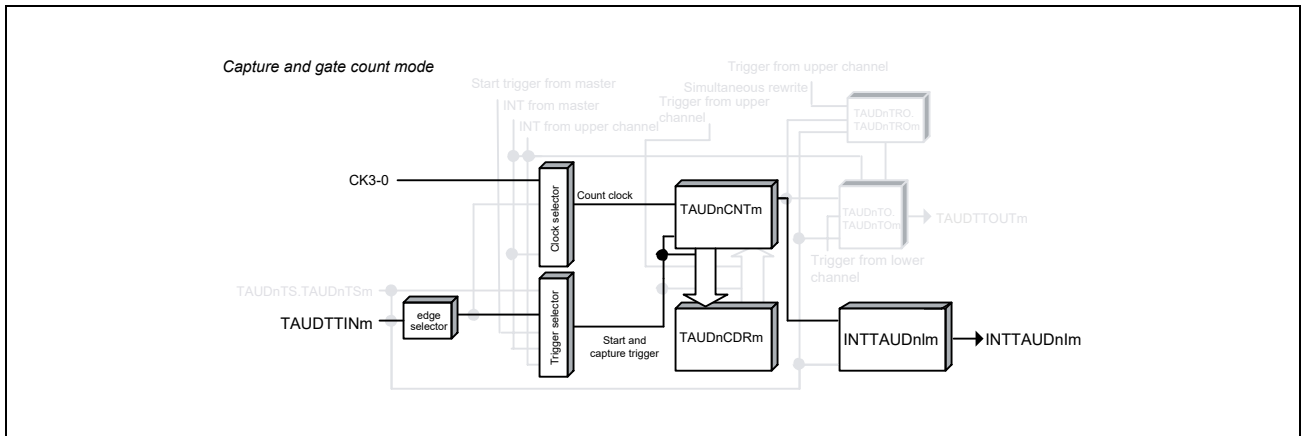 Capture and gate count mode
Trigger from upper channel
Start trigger from master
Simultaneous rewrite
INT from master
Trigger from upper
channel
INT from upper channel
TAUDnTRO.
TAUDnTROm
CK3-0
Clock selector
Count clock
TAUDnCNTm
TAUDnTO.
TAUDnTOm
TAUDTTOUTm
Trigger from lower
channel
TAUDnTS.TAUDnTSm
TAUDTTINm
edge
selector
Trigger selector
Start and
capture trigger
TAUDnCDRm
INTTAUDnIm
INTTAUDnIm